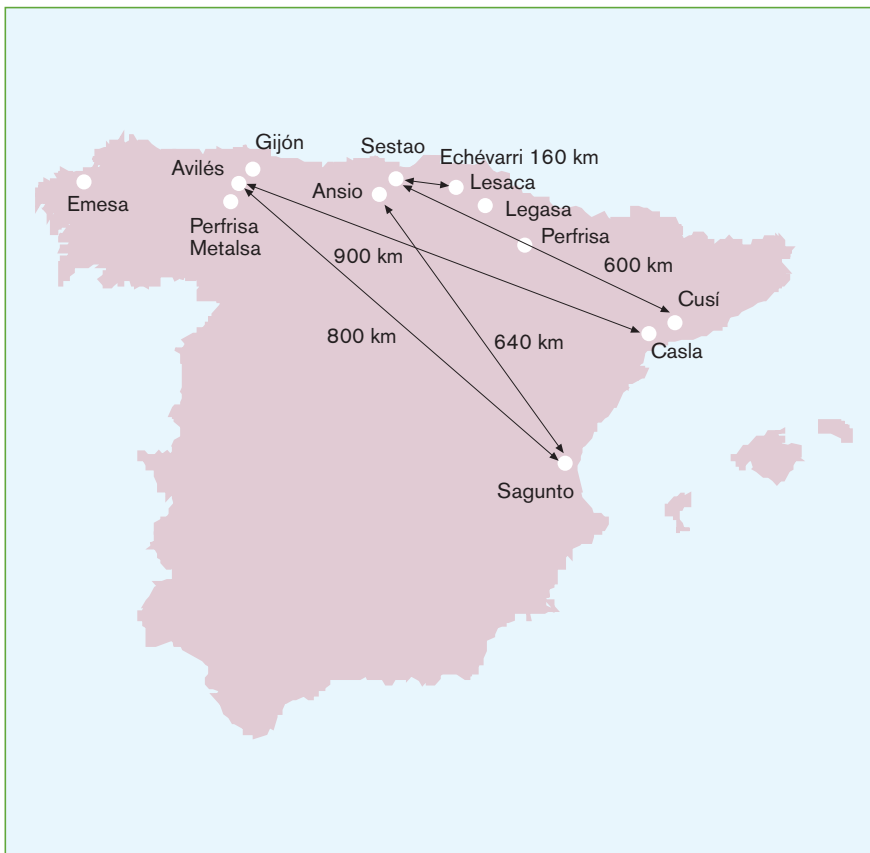 Gijón
Sestao
Echévarri 160 km
Avilés
Lesaca
Ansio
Emesa
Legasa
Perfrisa
Metalsa
Perfrisa
900 km
600 km
Cusí
800 km
640 km
Casla
Sagunto